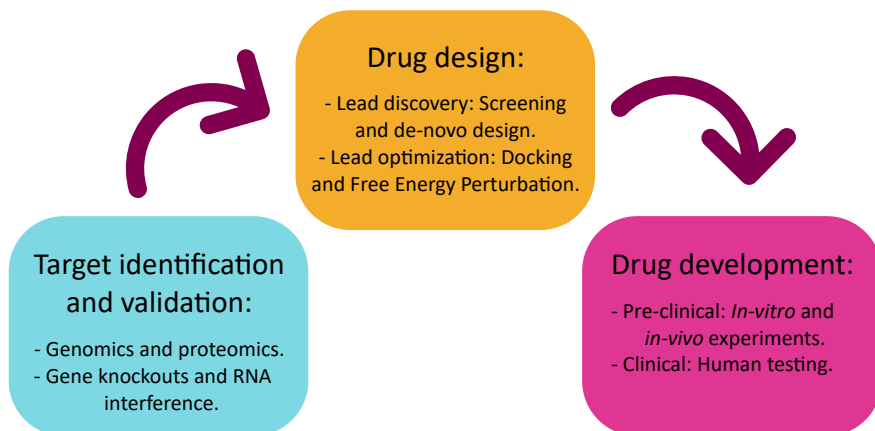 Target identification
and validation:
- Genomics and proteomics.
- Gene knockouts and RNA
interference.
Drug design:
- Lead discovery: Screening
and de-novo design.
- Lead optimization: Docking
and Free Energy Perturbation.
Drug development:
- Pre-clinical: In-vitro and
in-vivo experiments.
- Clinical: Human testing.